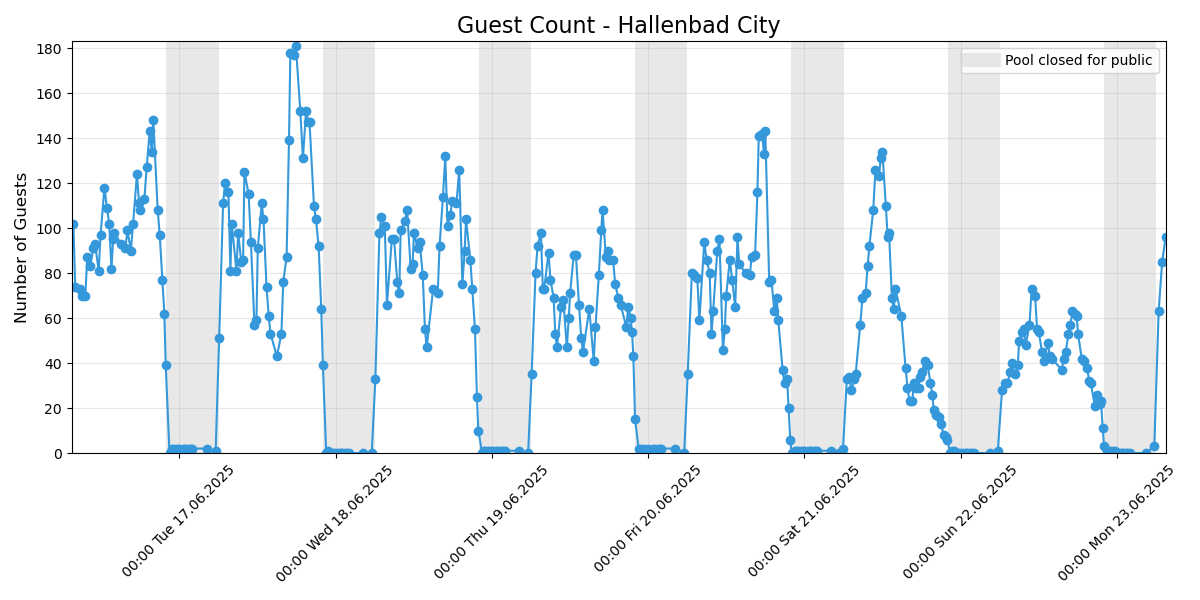 Guest Count - Hallenbad City
Pool closed for public
Number of Guests
180
160
140
120
100
80
60
40
20
0
00:00 Tue 17.06.2025
00:00 Wed 18.06.2025
00:00 Thu 19.06.2025
00:00 Fri 20.06.2025
00:00 Sat 21.06.2025
00:00 Sun 22.06.2025
00:00 Mon 23.06.2025